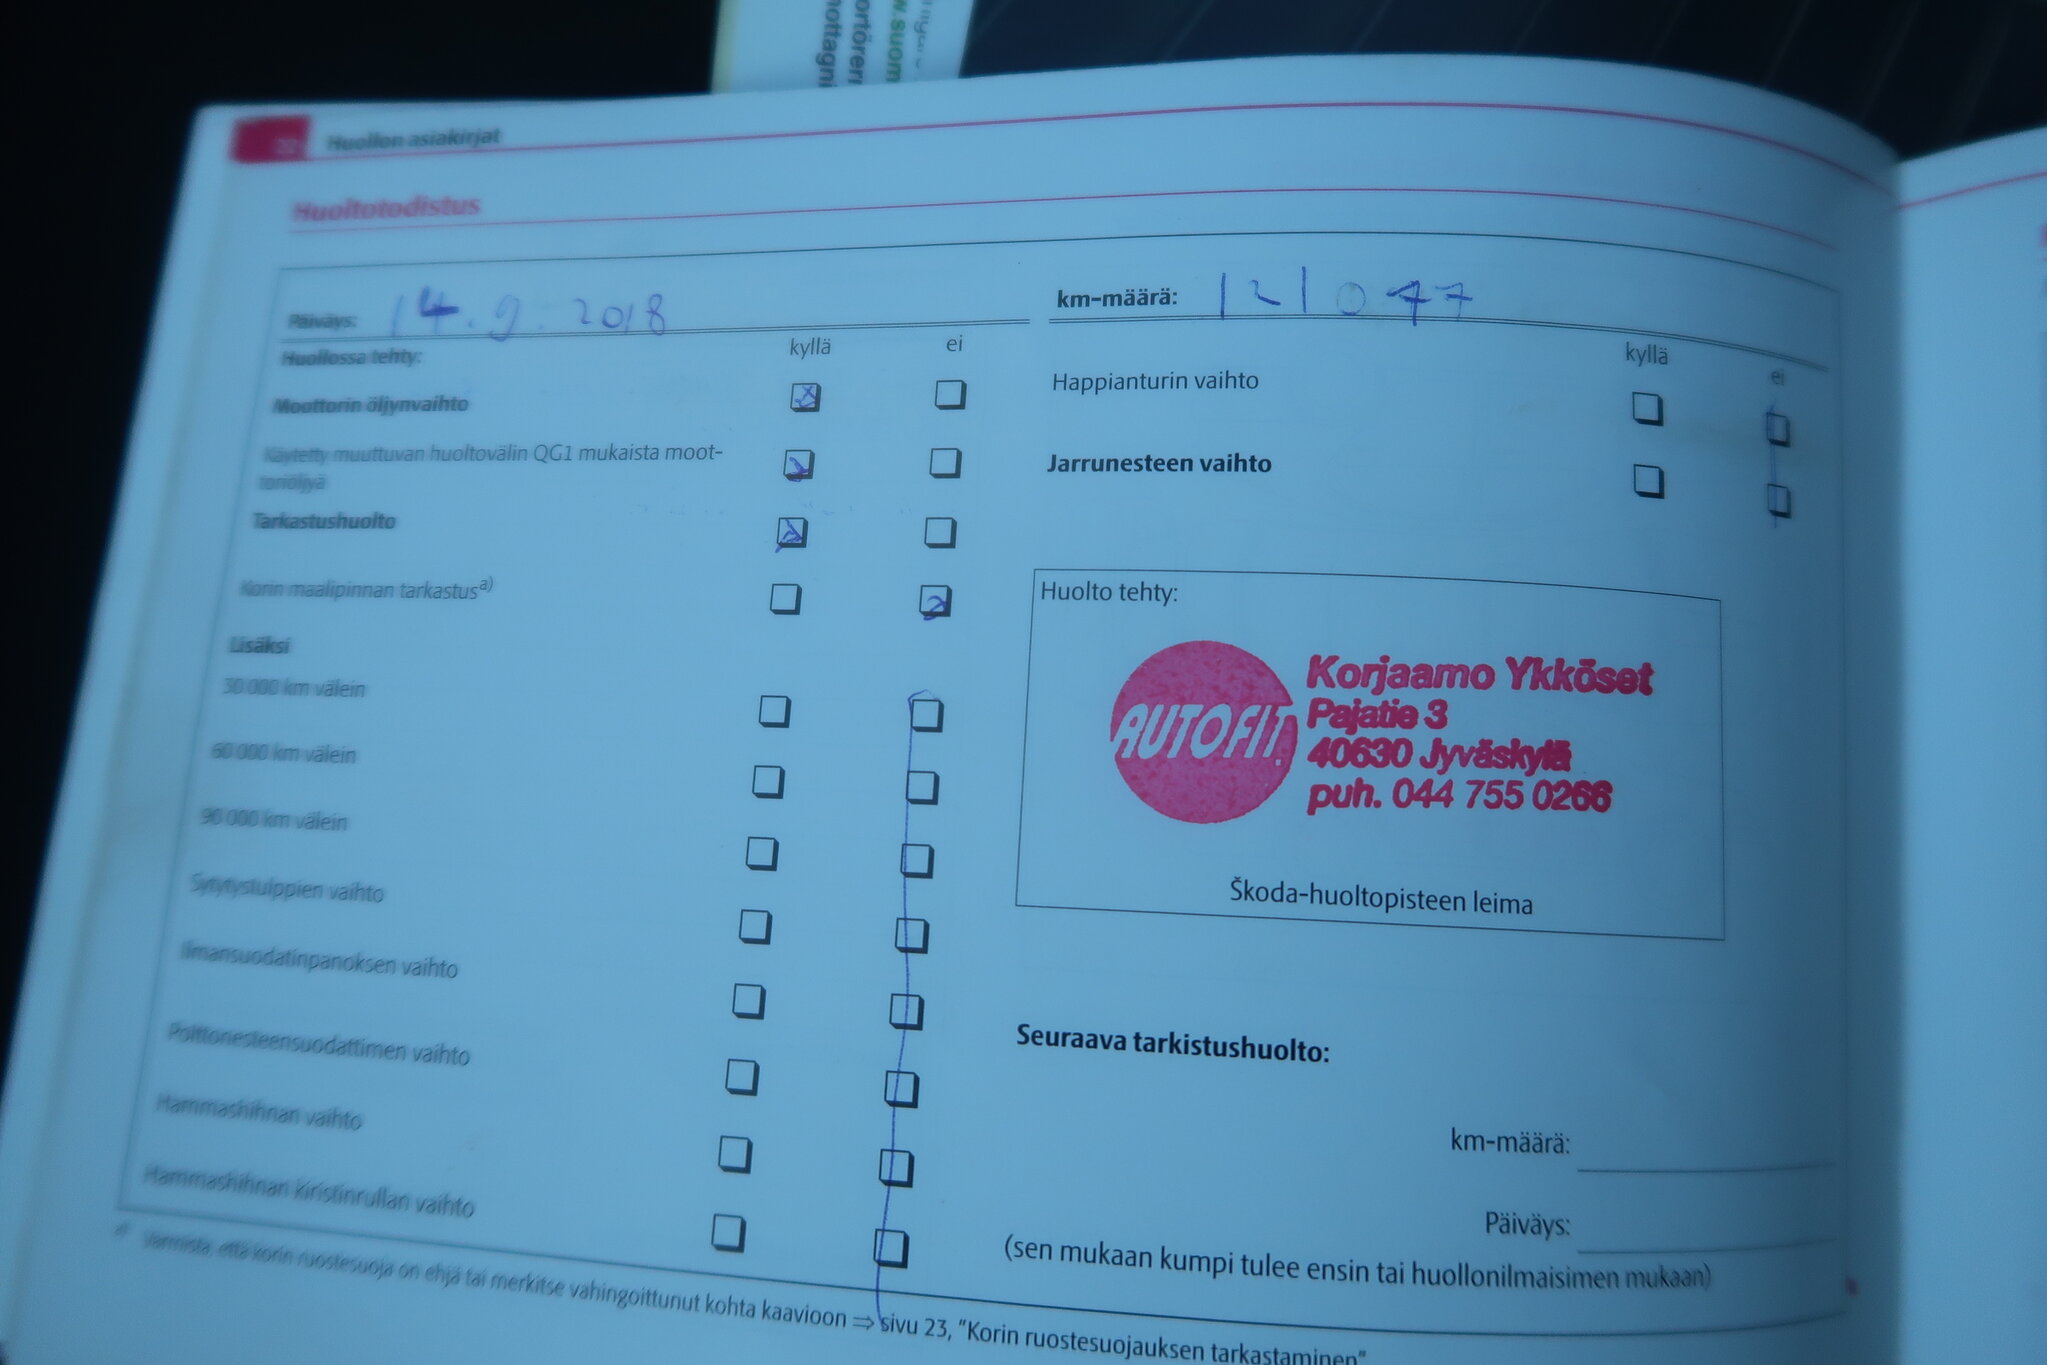 ortörer
w.suom
nottagni
Huollon asiakirjat
Huoltotodistus
Päiväys: 14.9.2018
km-määrä: 121 077
Huollossa tehty: kyllä ei
Moottorin öljynvaihto
Käytetty muuttuvan huoltovälin QG1 mukaista moot-
toriöljyä
Tarkastushuolto
Korin maalipinnan tarkastus a)
Lisäksi
30 000 km välein
60 000 km välein
90 000 km välein
Sytytystulppien vaihto
Ilmansuodatinpanoksen vaihto
Polttonesteensuodattimen vaihto
Hammashihnan vaihto
Hammashihnan kiristinrullan vaihto
kyllä ei
Happianturin vaihto
Jarrunesteen vaihto
Huolto tehty:
AUTOFIT
Korjaamo Ykköset
Pajatie 3
40630 Jyväskylä
puh. 044 755 0266
Škoda-huoltopisteen leima
Seuraava tarkistushuolto:
km-määrä:
Päiväys:
(sen mukaan kumpi tulee ensin tai huollonilmaisimen mukaan)
a) Varmista, että korin ruostesuoja on ehjä tai merkitse vahingoittunut kohta kaavioon ⇒ sivu 23, "Korin ruostesuojauksen tarkastaminen"